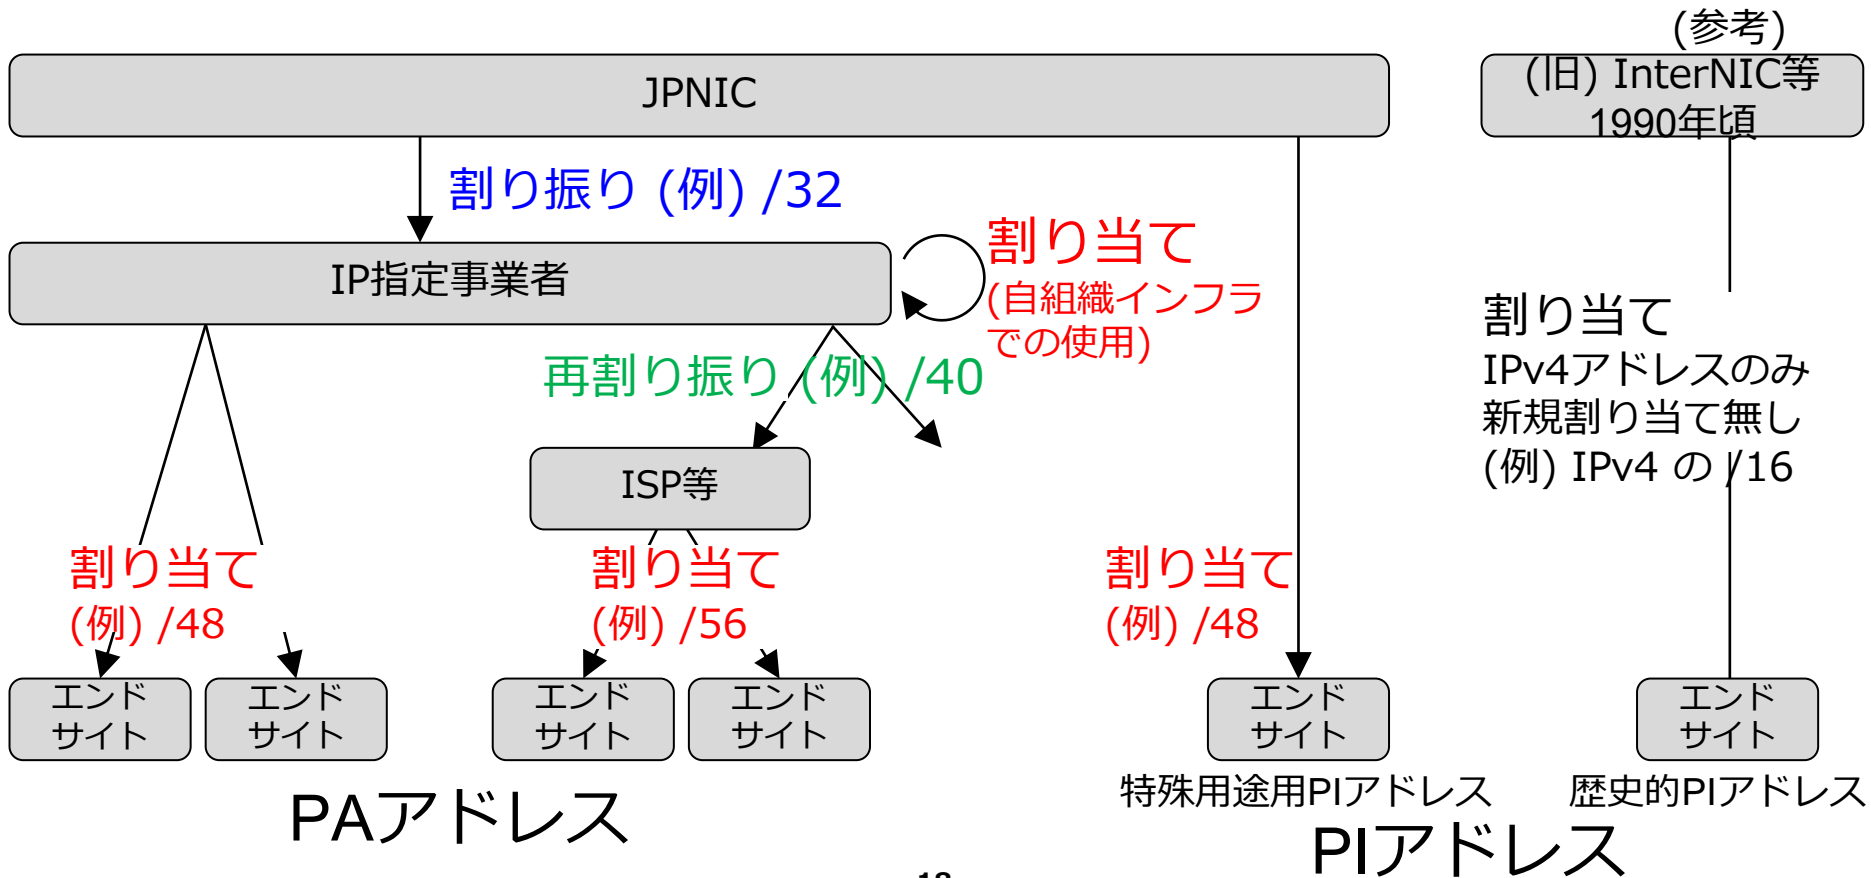 (参考)
JPNIC
(旧) InterNIC等
1990年頃
割り振り (例) /32
IP指定事業者
割り当て
(自組織インフラ
での使用)
再割り振り (例) /40
割り当て
IPv4アドレスのみ
新規割り当て無し
(例) IPv4 の /16
ISP等
割り当て
(例) /48
割り当て
(例) /56
割り当て
(例) /48
エンド
サイト
エンド
サイト
エンド
サイト
エンド
サイト
エンド
サイト
エンド
サイト
PAアドレス
特殊用途用PIアドレス
歴史的PIアドレス
PIアドレス